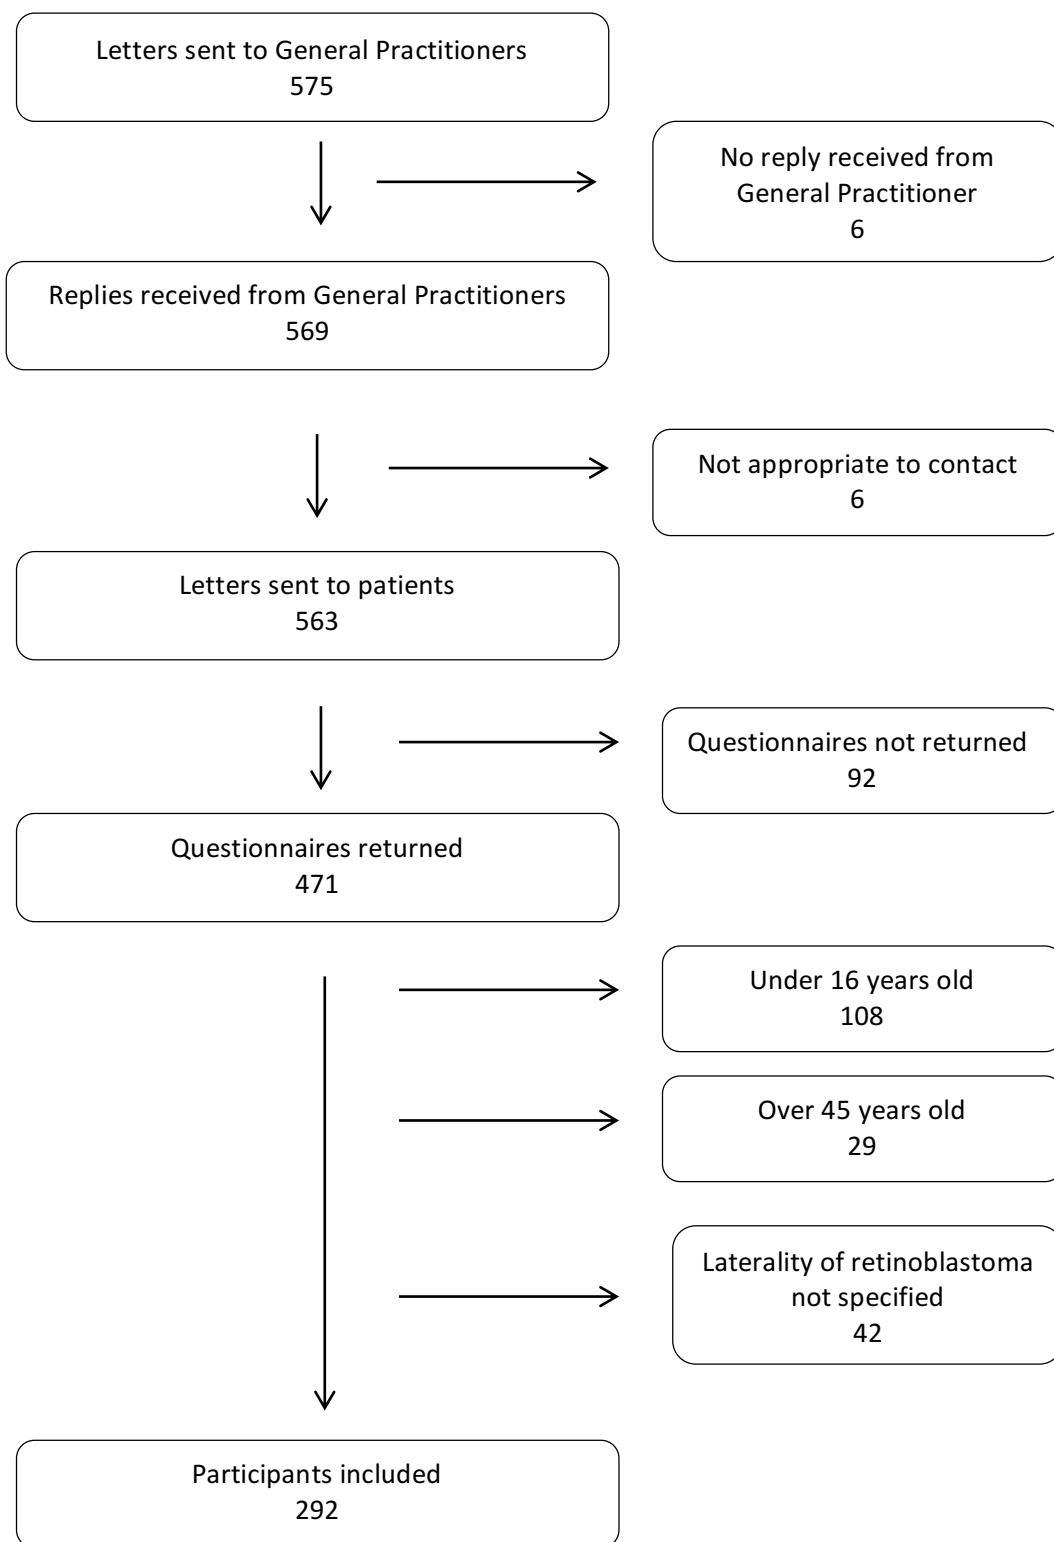 Letters sent to General Practitioners
575
No reply received from
General Practitioner
6
Replies received from General Practitioners
569
Not appropriate to contact
6
Letters sent to patients
563
Questionnaires not returned
92
Questionnaires returned
471
Under 16 years old
108
Over 45 years old
29
Laterality of retinoblastoma
not specified
42
Participants included
292